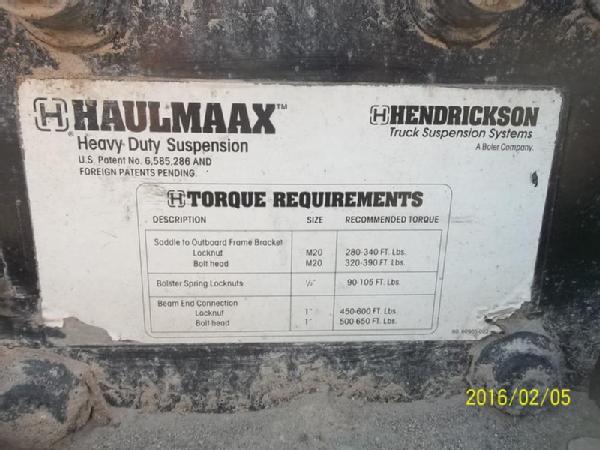 HAULMAAX™
Heavy Duty Suspension
U.S. Patent No. 6,585,286 AND
FOREIGN PATENTS PENDING
HENDRICKSON
Truck Suspension Systems
A Boler Company.
TORQUE REQUIREMENTS
DESCRIPTION SIZE RECOMMENDED TORQUE
Saddle to Outboard Frame Bracket
Locknut M20 280-340 FT. Lbs.
Bolt head M20 320-390 FT. Lbs.
Bolster Spring Locknuts 90-105 FT. Lbs.
Beam End Connection
Locknut 1" 450-600 FT. Lbs.
Bolt head 1" 500-650 FT. Lbs.
2016/02/05